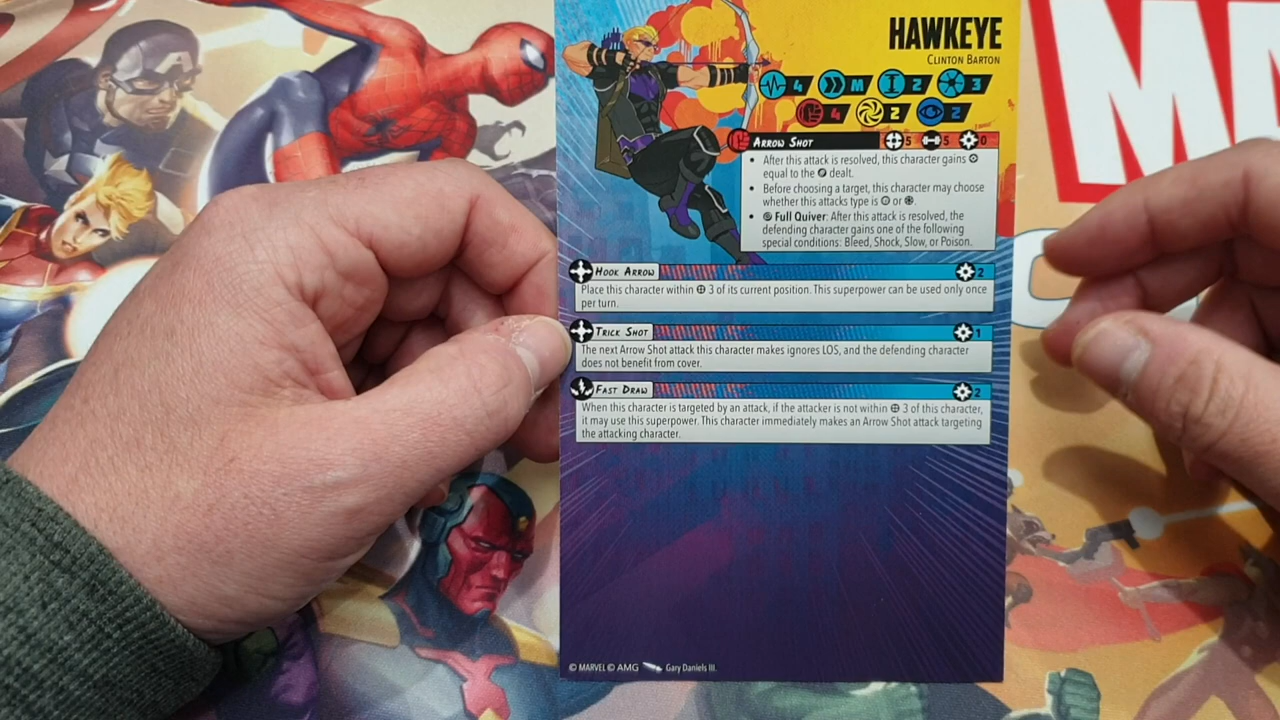 HAWKEYE
CLINTON BARTON
4 M 2 3
4 2 2
ARROW SHOT 5 5 0
• After this attack is resolved, this character gains
equal to the dealt.
• Before choosing a target, this character may choose
whether this attacks type is or .
• Full Quiver: After this attack is resolved, the
defending character gains one of the following
special conditions: Bleed, Shock, Slow, or Poison.
HOOK ARROW 2
Place this character within 3 of its current position. This superpower can be used only once
per turn.
TRICK SHOT 1
The next Arrow Shot attack this character makes ignores LOS, and the defending character
does not benefit from cover.
FAST DRAW 2
When this character is targeted by an attack, if the attacker is not within 3 of this character,
it may use this superpower. This character immediately makes an Arrow Shot attack targeting
the attacking character.
© MARVEL © AMG Gary Daniels III.